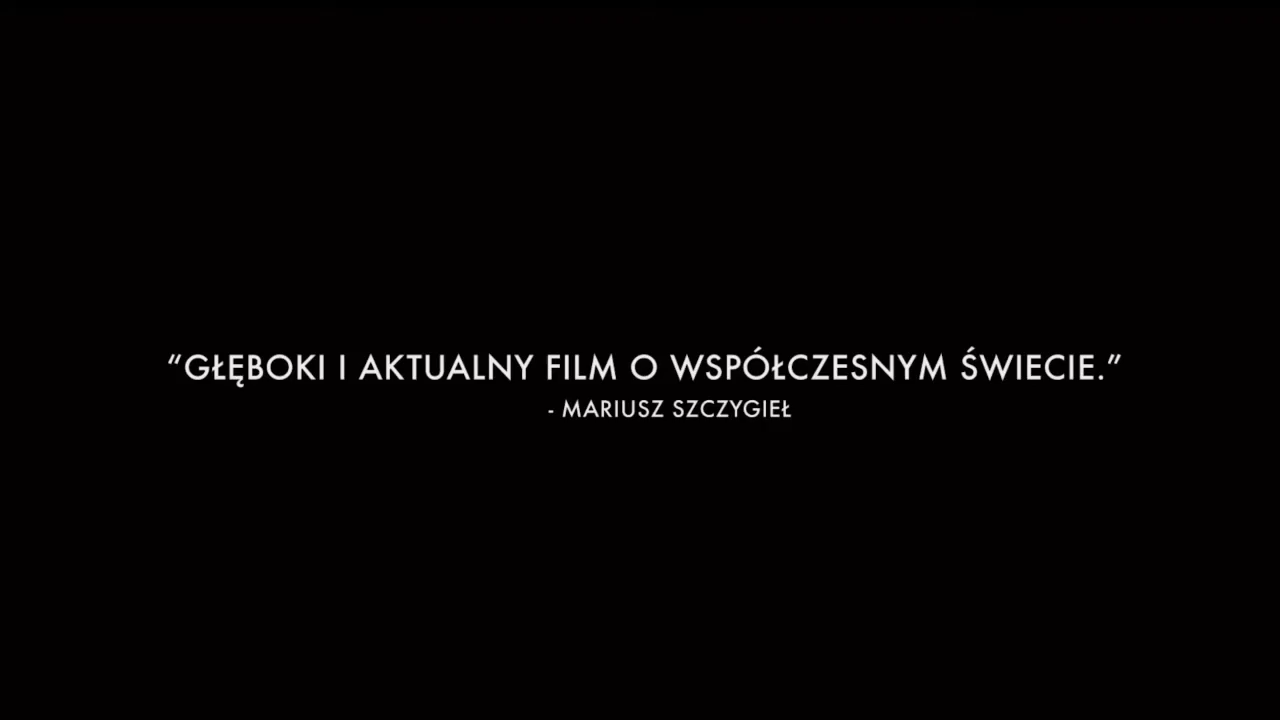 “GŁĘBOKI I AKTUALNY FILM O WSPÓŁCZESNYM ŚWIECIE.”
- MARIUSZ SZCZYGIEŁ